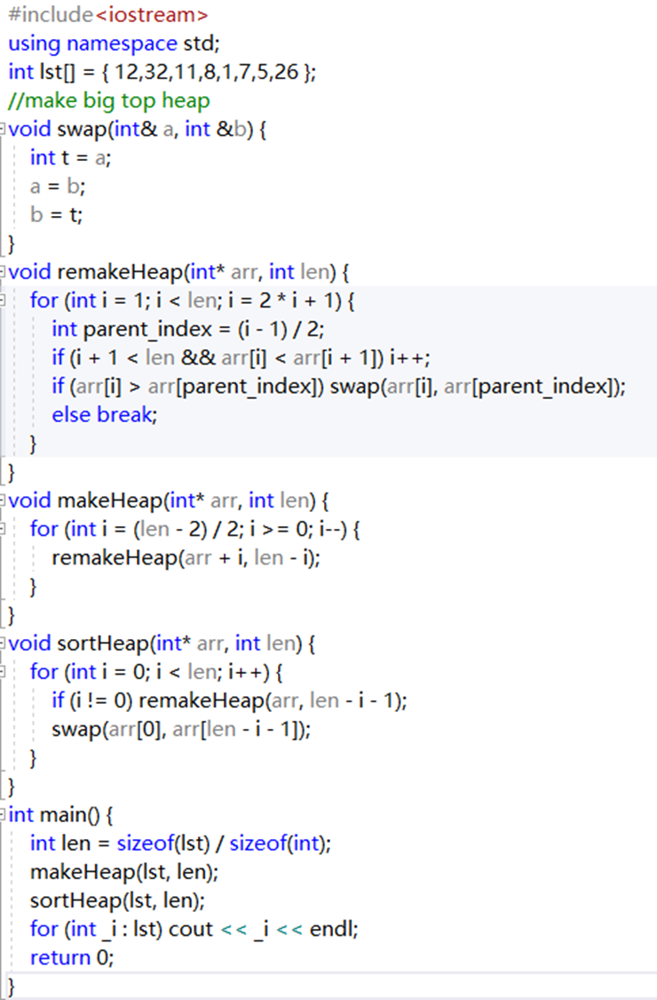 #include<iostream>
using namespace std;
int lst[] = { 12,32,11,8,1,7,5,26 };
//make big top heap
void swap(int& a, int &b) {
int t = a;
a = b;
b = t;
}
void remakeHeap(int* arr, int len) {
for (int i = 1; i < len; i = 2 * i + 1) {
int parent_index = (i - 1) / 2;
if (i + 1 < len && arr[i] < arr[i + 1]) i++;
if (arr[i] > arr[parent_index]) swap(arr[i], arr[parent_index]);
else break;
}
}
void makeHeap(int* arr, int len) {
for (int i = (len - 2) / 2; i >= 0; i--) {
remakeHeap(arr + i, len - i);
}
}
void sortHeap(int* arr, int len) {
for (int i = 0; i < len; i++) {
if (i != 0) remakeHeap(arr, len - i - 1);
swap(arr[0], arr[len - i - 1]);
}
}
int main() {
int len = sizeof(lst) / sizeof(int);
makeHeap(lst, len);
sortHeap(lst, len);
for (int _i : lst) cout << _i << endl;
return 0;
}